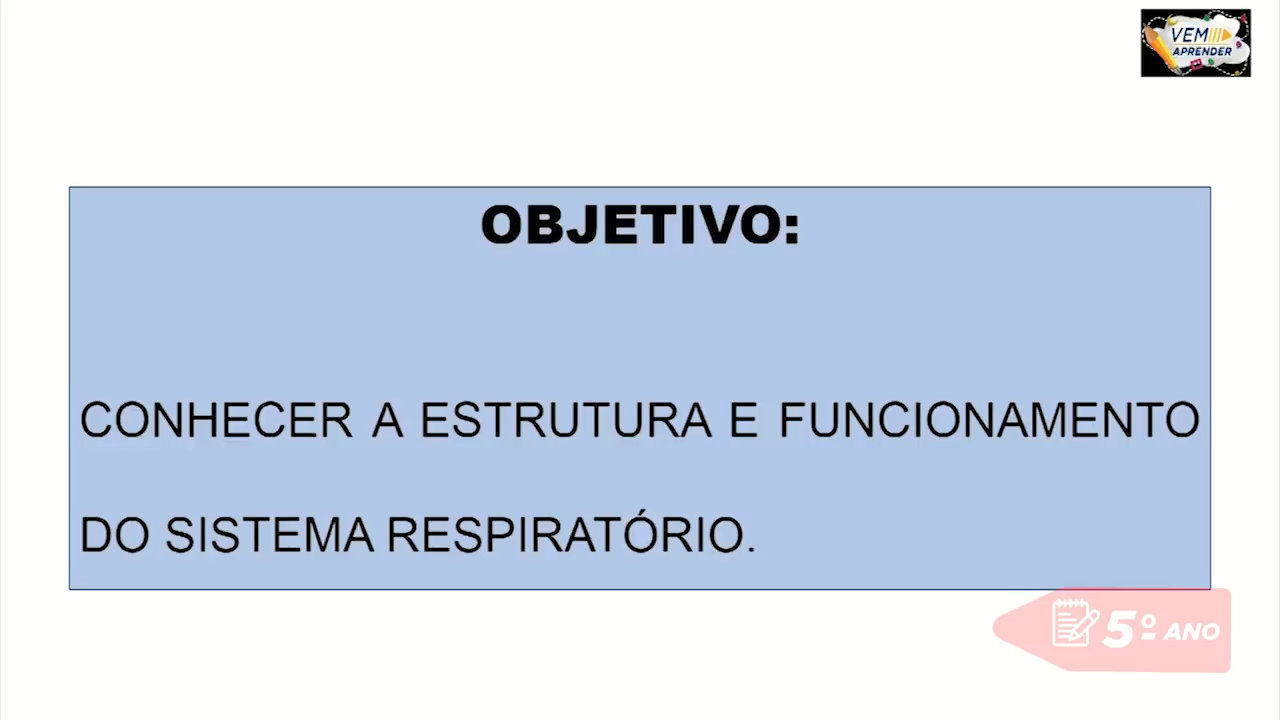 VEM
APRENDER
OBJETIVO:
CONHECER A ESTRUTURA E FUNCIONAMENTO
DO SISTEMA RESPIRATÓRIO.
5º ANO